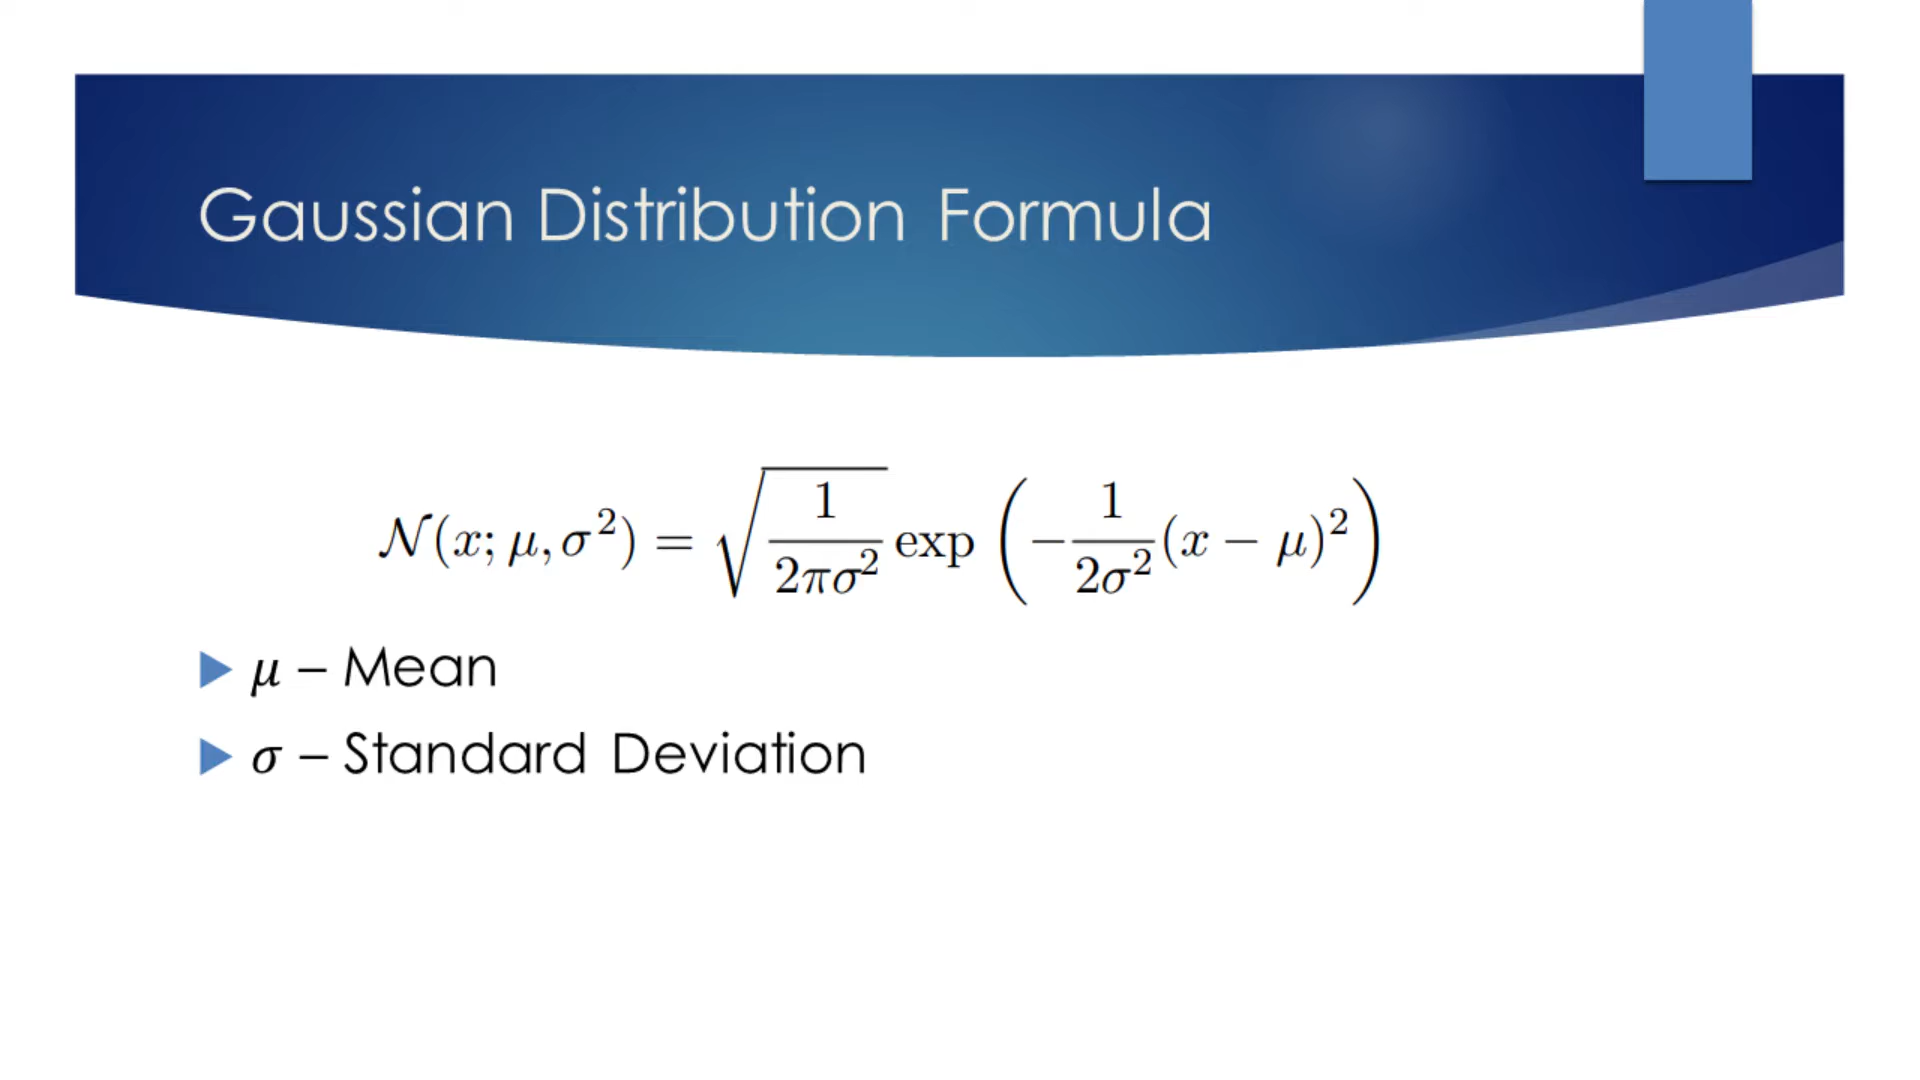 Gaussian Distribution Formula
𝒩(x; μ, σ²) = √(1/(2πσ²)) exp (−1/(2σ²) (x − μ)²)
μ – Mean
σ – Standard Deviation